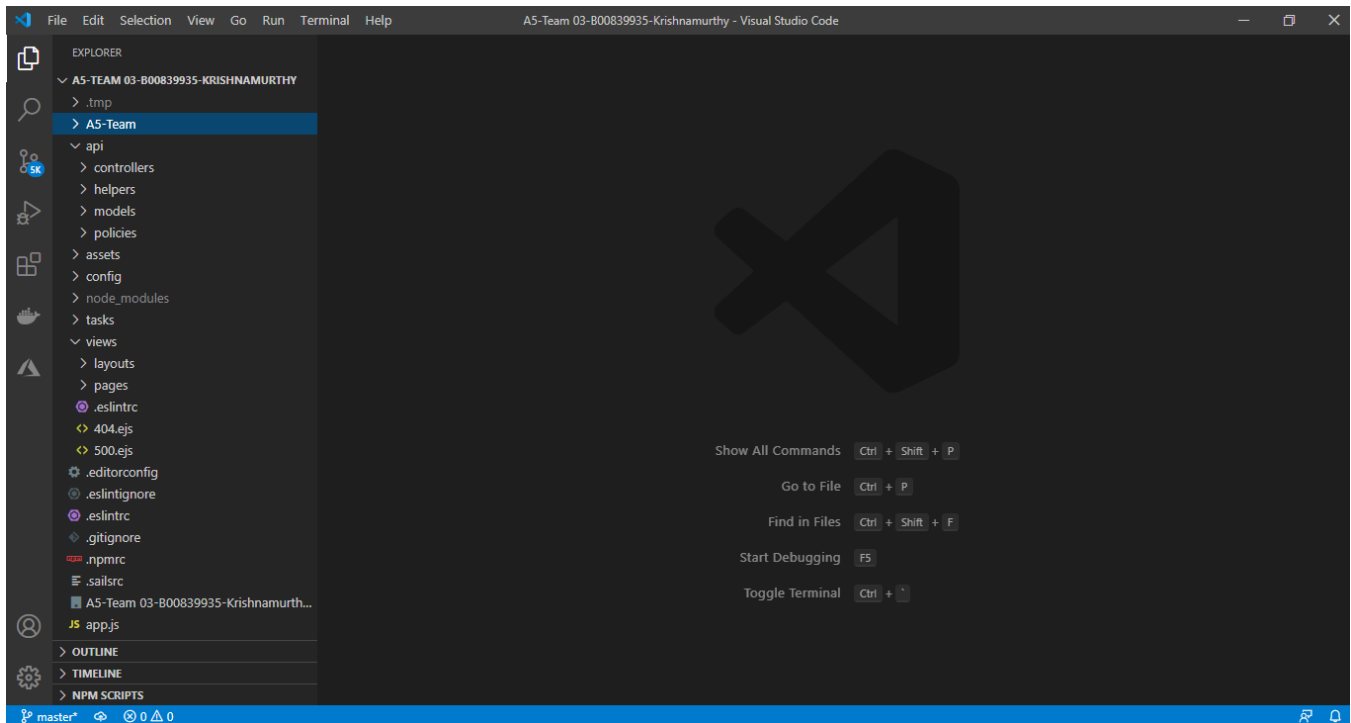 File Edit Selection View Go Run Terminal Help A5-Team 03-B00839935-Krishnamurthy - Visual Studio Code
EXPLORER
A5-TEAM 03-B00839935-KRISHNAMURTHY
.tmp
A5-Team
api
controllers
helpers
models
policies
assets
config
node_modules
tasks
views
layouts
pages
.eslintrc
404.ejs
500.ejs
.editorconfig
.eslintignore
.eslintrc
.gitignore
npm .npmrc
.sailsrc
A5-Team 03-B00839935-Krishnamurth...
JS app.js
OUTLINE
TIMELINE
NPM SCRIPTS
5K
Show All Commands Ctrl + Shift + P
Go to File Ctrl + P
Find in Files Ctrl + Shift + F
Start Debugging F5
Toggle Terminal Ctrl + `
master* 0 0